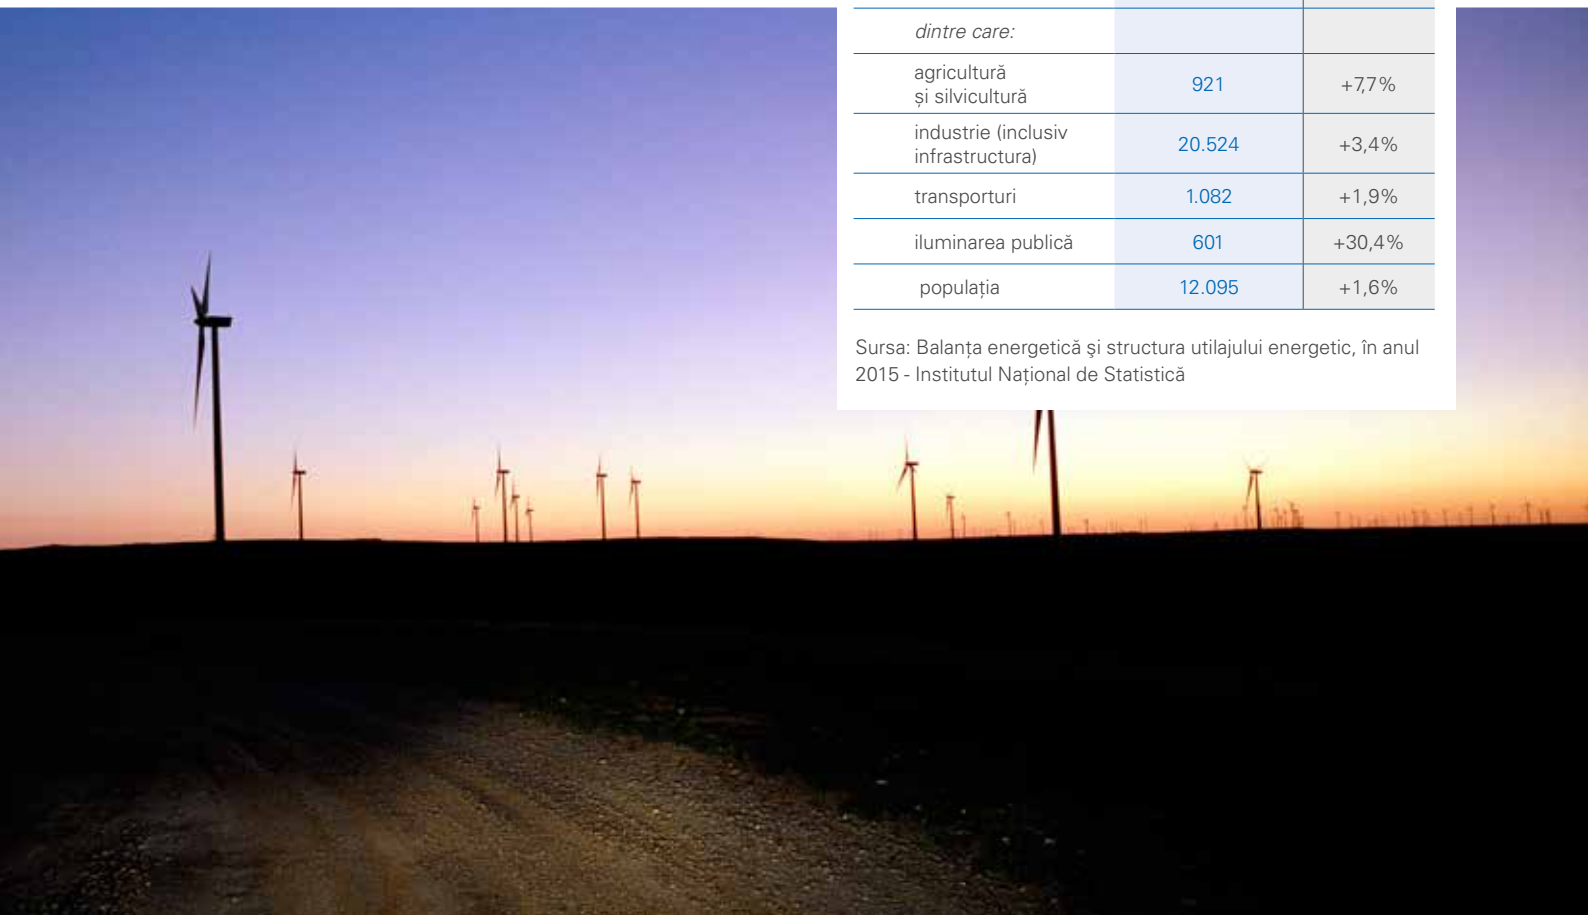 dintre care:
agricultură
și silvicultură
921
+7,7%
industrie (inclusiv
infrastructura)
20.524
+3,4%
transporturi
1.082
+1,9%
iluminarea publică
601
+30,4%
populația
12.095
+1,6%
Sursa: Balanța energetică şi structura utilajului energetic, în anul
2015 - Institutul Național de Statistică